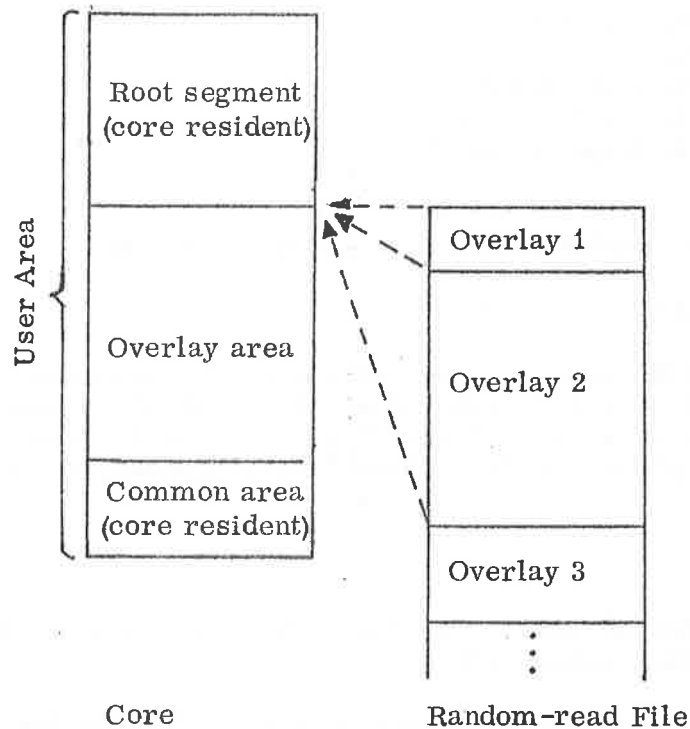 User Area
Root segment
(core resident)
Overlay area
Common area
(core resident)
Overlay 1
Overlay 2
Overlay 3
Core
Random-read File